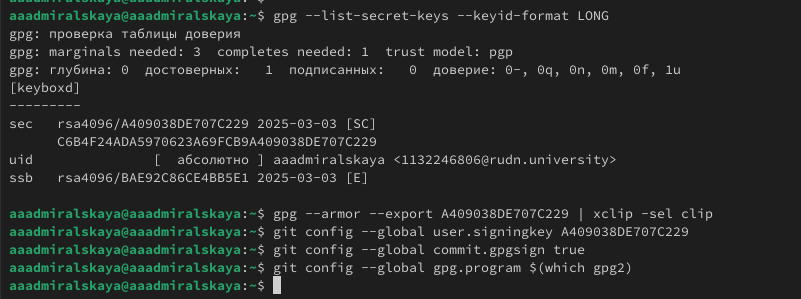 aaadmiralskaya@aaadmiralskaya:~$ gpg --list-secret-keys --keyid-format LONG
gpg: проверка таблицы доверия
gpg: marginals needed: 3  completes needed: 1  trust model: pgp
gpg: глубина: 0  достоверных:   1  подписанных:   0  доверие: 0-, 0q, 0n, 0m, 0f, 1u
[keyboxd]
---------
sec   rsa4096/A409038DE707C229 2025-03-03 [SC]
      C6B4F24ADA5970623A69FCB9A409038DE707C229
uid              [  абсолютно ] aaadmiralskaya <1132246806@rudn.university>
ssb   rsa4096/BAE92C86CE4BB5E1 2025-03-03 [E]
aaadmiralskaya@aaadmiralskaya:~$ gpg --armor --export A409038DE707C229 | xclip -sel clip
aaadmiralskaya@aaadmiralskaya:~$ git config --global user.signingkey A409038DE707C229
aaadmiralskaya@aaadmiralskaya:~$ git config --global commit.gpgsign true
aaadmiralskaya@aaadmiralskaya:~$ git config --global gpg.program $(which gpg2)
aaadmiralskaya@aaadmiralskaya:~$